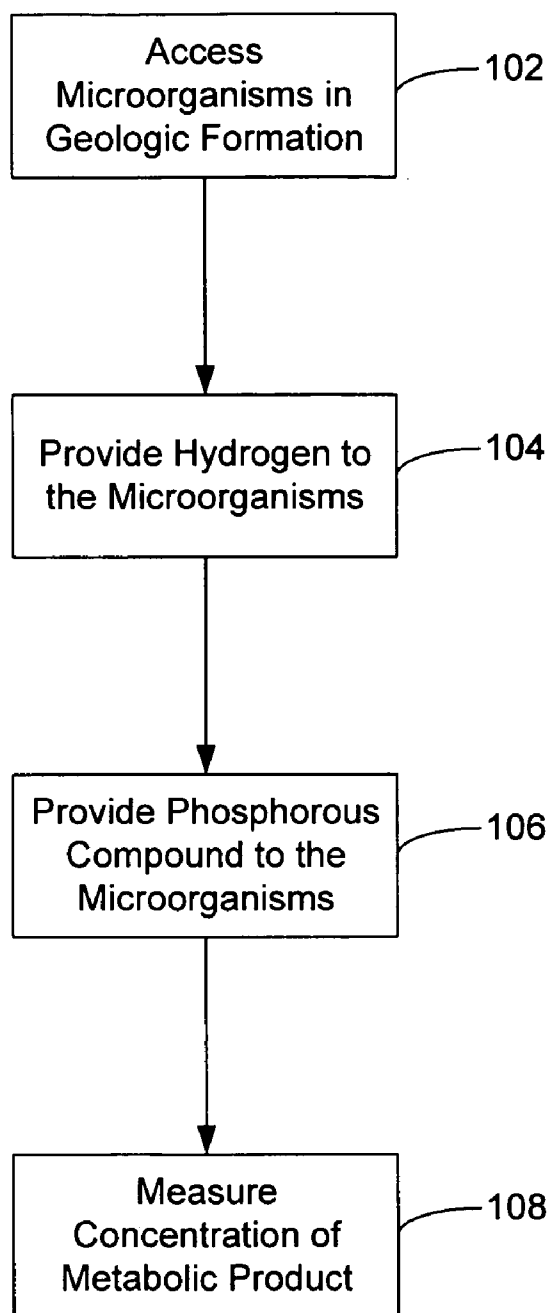 Access
Microorganisms in
Geologic Formation
102
Provide Hydrogen to
the Microorganisms
104
Provide Phosphorous
Compound to the
Microorganisms
106
Measure
Concentration of
Metabolic Product
108